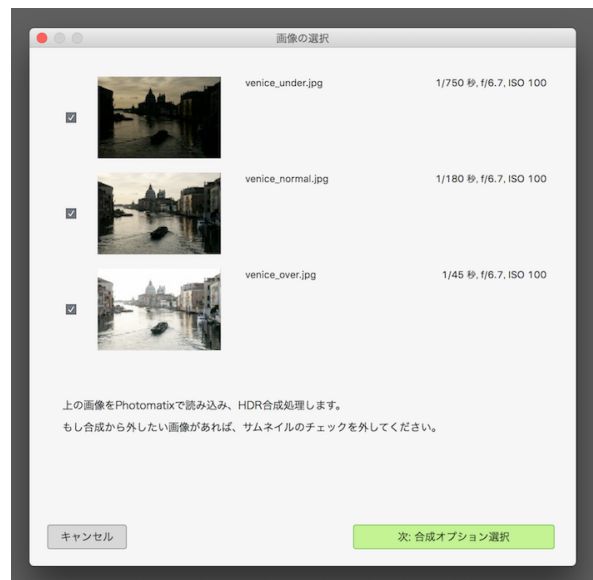 画像の選択
venice_under.jpg 1/750 秒, f/6.7, ISO 100
venice_normal.jpg 1/180 秒, f/6.7, ISO 100
venice_over.jpg 1/45 秒, f/6.7, ISO 100
上の画像をPhotomatixで読み込み、HDR合成処理します。
もし合成から外したい画像があれば、サムネイルのチェックを外してください。
キャンセル 次: 合成オプション選択